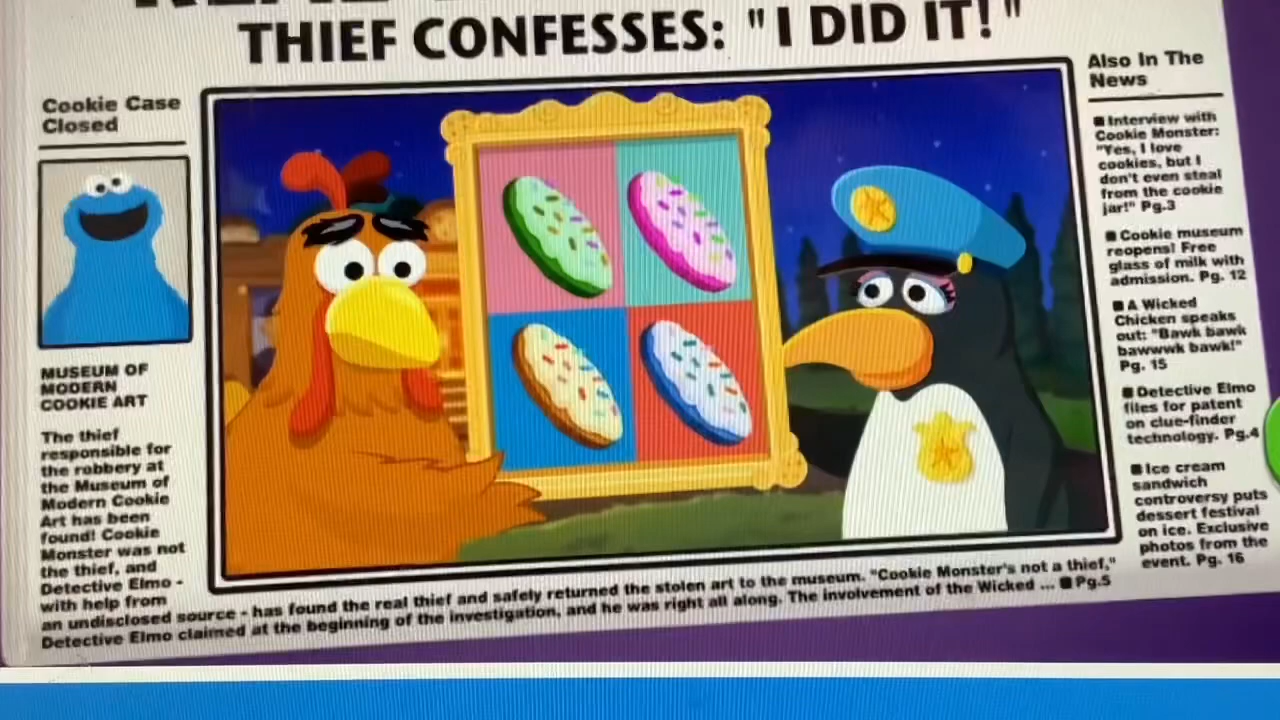 THIEF CONFESSES: "I DID IT!"
Cookie Case
Closed
MUSEUM OF
MODERN
COOKIE ART
The thief
responsible for
the robbery at
the Museum of
Modern Cookie
Art has been
found! Cookie
Monster was not
the thief, and
Detective Elmo -
with help from
an undisclosed source - has found the real thief and safely returned the stolen art to the museum. "Cookie Monster's not a thief,"
Detective Elmo claimed at the beginning of the investigation, and he was right all along. The involvement of the Wicked ... ■ Pg.5
Also In The
News
■ Interview with
Cookie Monster:
"Yes, I love
cookies, but I
don't even steal
from the cookie
jar!" Pg.3
■ Cookie museum
reopens! Free
glass of milk with
admission. Pg. 12
■ A Wicked
Chicken speaks
out: "Bawk bawk
bawwwk bawk!"
Pg. 15
■ Detective Elmo
files for patent
on clue-finder
technology. Pg.4
■ Ice cream
sandwich
controversy puts
dessert festival
on ice. Exclusive
photos from the
event. Pg. 16